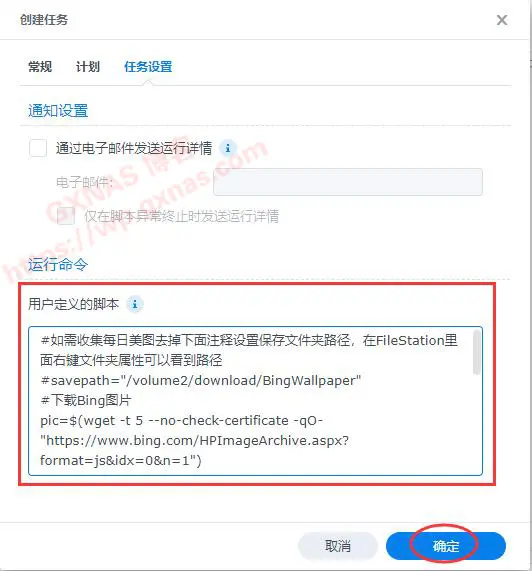 创建任务
常规 计划 任务设置
通知设置
通过电子邮件发送运行详情 i
电子邮件:
仅在脚本异常终止时发送运行详情
GXNAS 博客
https://wp.gxnas.com
运行命令
用户定义的脚本 i
#如需收集每日美图去掉下面注释设置保存文件夹路径，在FileStation里
面右键文件夹属性可以看到路径
#savepath="/volume2/download/BingWallpaper"
#下载Bing图片
pic=$(wget -t 5 --no-check-certificate -qO-
"https://www.bing.com/HPImageArchive.aspx?
format=js&idx=0&n=1")
取消 确定